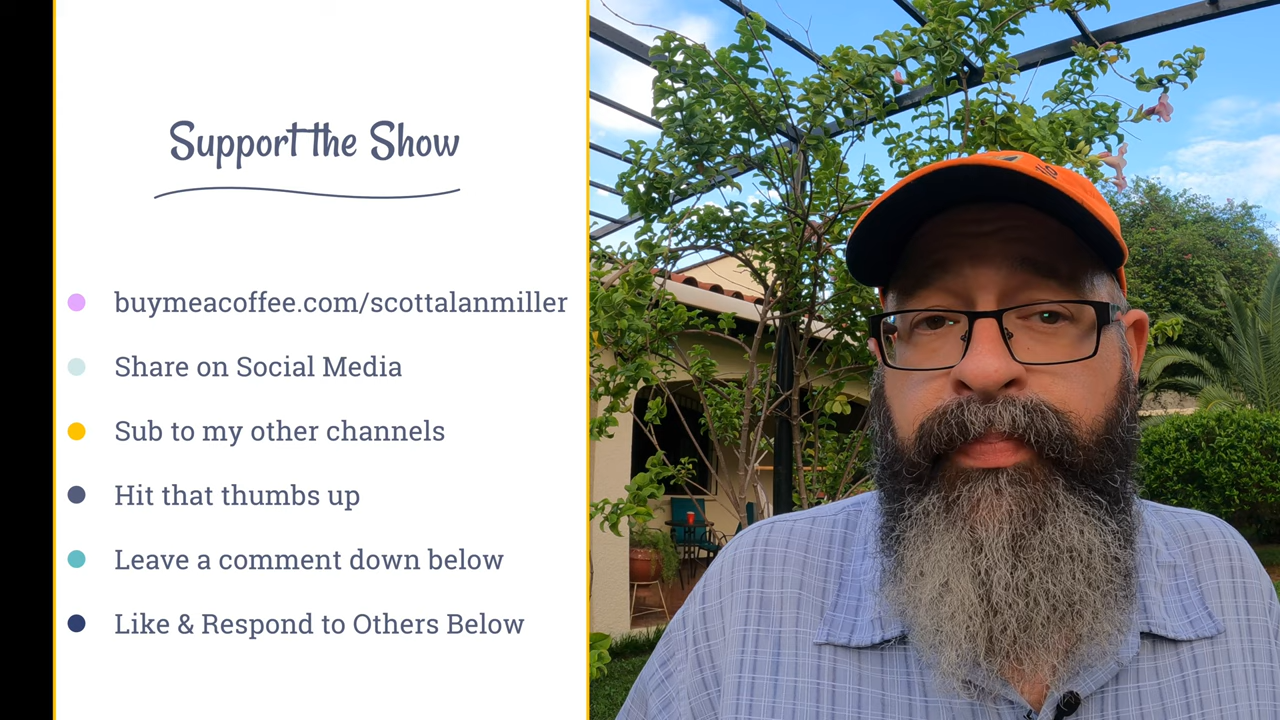 Support the Show
buymeacoffee.com/scottalanmiller
Share on Social Media
Sub to my other channels
Hit that thumbs up
Leave a comment down below
Like & Respond to Others Below